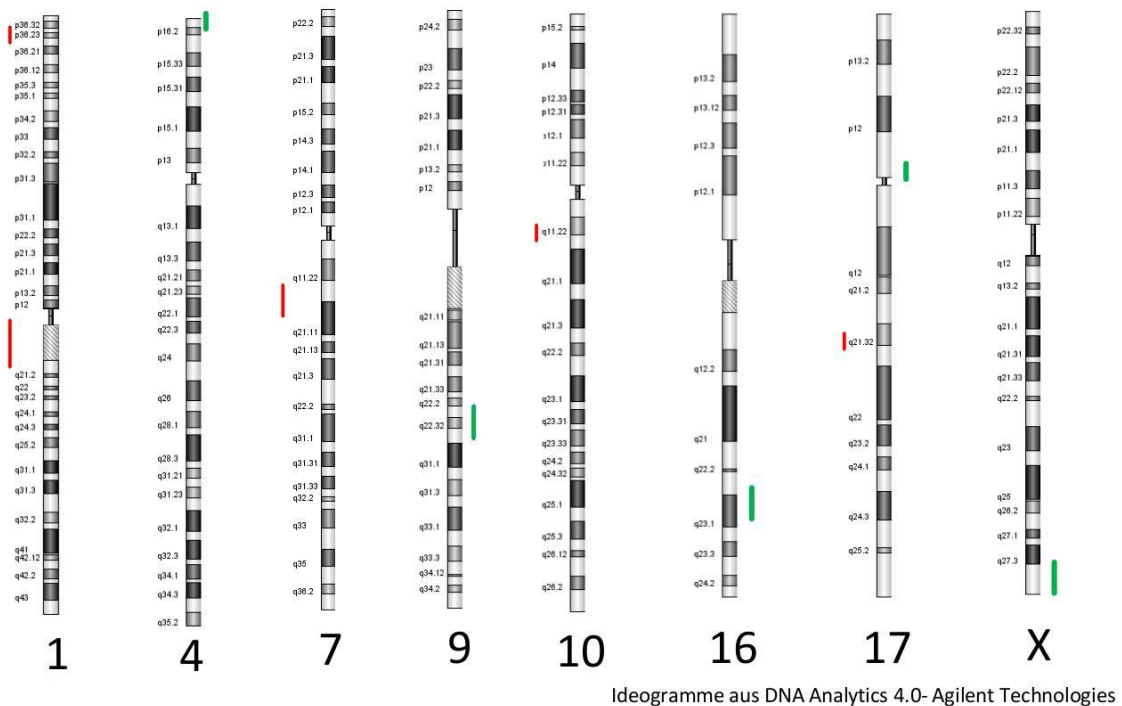 p36.32
p36.23
p36.21
p36.12
p35.3
p35.1
p34.2
p33
p32.2
p31.3
p31.1
p22.2
p21.3
p21.1
p13.2
p12
q21.2
q22
q23.2
q24.1
q24.3
q25.2
q31.1
q31.3
q32.2
q41
q42.12
q42.2
q43
1
p16.2
p15.33
p15.31
p15.1
p13
q13.1
q13.3
q21.21
q21.23
q22.1
q22.3
q24
q26
q28.1
q28.3
q31.21
q31.23
q32.1
q32.3
q34.1
q34.3
q35.2
4
p22.2
p21.3
p21.1
p15.2
p14.3
p14.1
p12.3
p12.1
q11.22
q21.11
q21.13
q21.3
q22.2
q31.1
q31.31
q31.33
q32.2
q33
q35
q36.2
7
p24.2
p23
p22.2
p21.3
p21.1
p13.2
p12
q21.11
q21.13
q21.31
q21.33
q22.2
q22.32
q31.1
q31.3
q33.1
q33.3
q34.12
q34.2
9
p15.2
p14
p12.33
p12.31
p12.1
p11.22
q11.22
q21.1
q21.3
q22.2
q23.1
q23.31
q23.33
q24.2
q24.32
q25.1
q25.3
q26.12
q26.2
10
p13.2
p13.12
p12.3
p12.1
q12.2
q21
q22.2
q23.1
q23.3
q24.2
16
p13.2
p12
q12
q21.2
q21.32
q22
q23.2
q24.1
q24.3
q25.2
17
p22.32
p22.2
p22.12
p21.3
p21.1
p11.3
p11.22
q12
q13.2
q21.1
q21.31
q21.33
q22.2
q23
q25
q26.2
q27.1
q27.3
X
Ideogramme aus DNA Analytics 4.0- Agilent Technologies